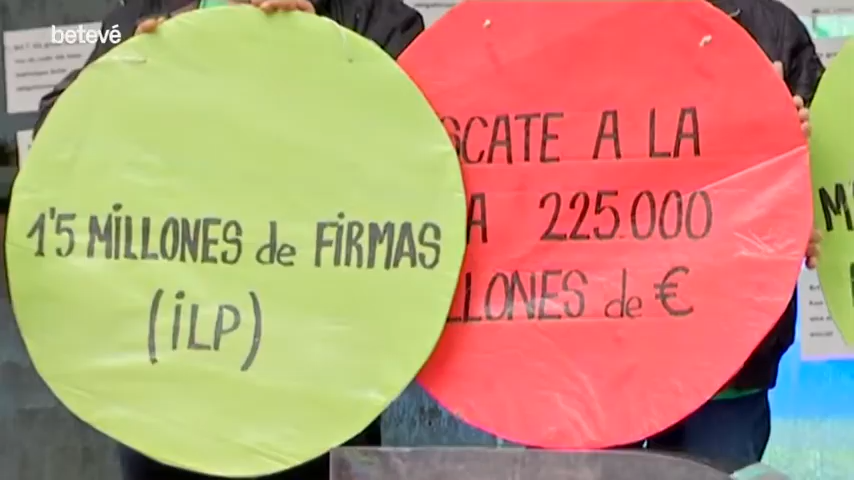 betevé
1'5 MiLLONES de FiRMAS
(iLP)
SCATE A LA
A 225.000
LLONES de €
M